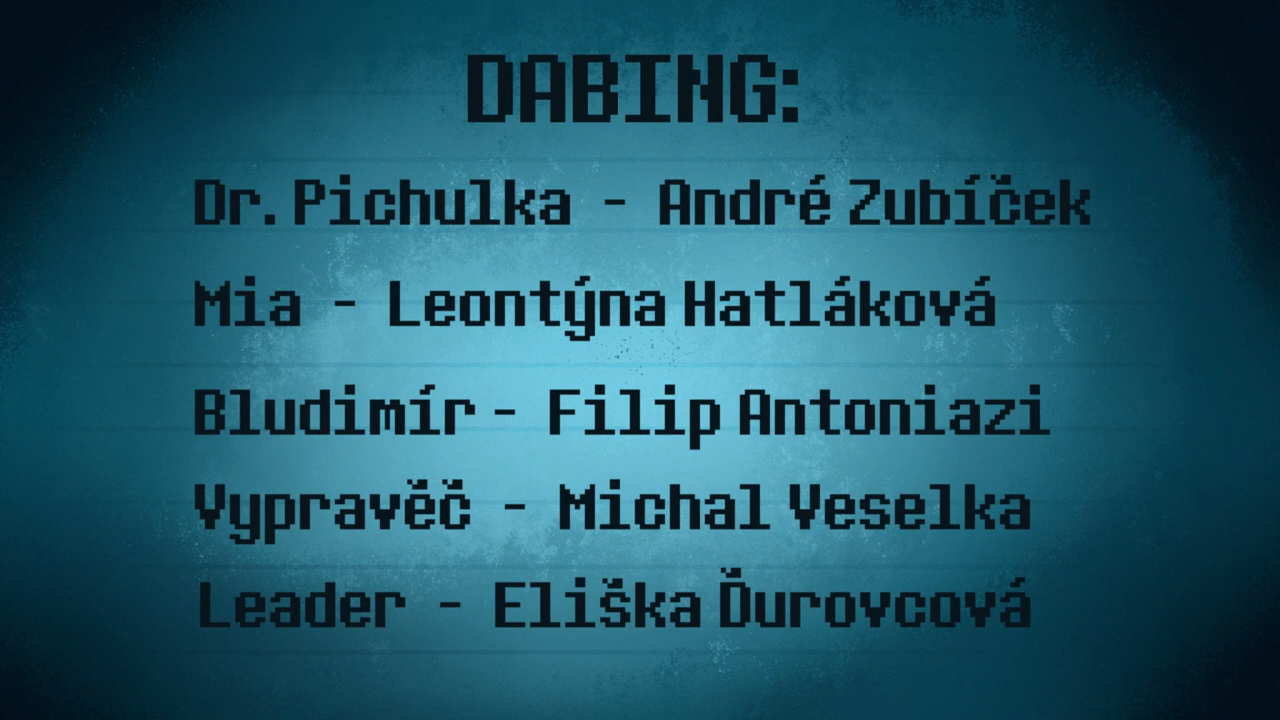 DABING:
Dr. Pichulka - André Zubíček
Mia - Leontýna Hatláková
Bludimír - Filip Antoniazi
Vypravěč - Michal Veselka
Leader - Eliška Ďurovcová